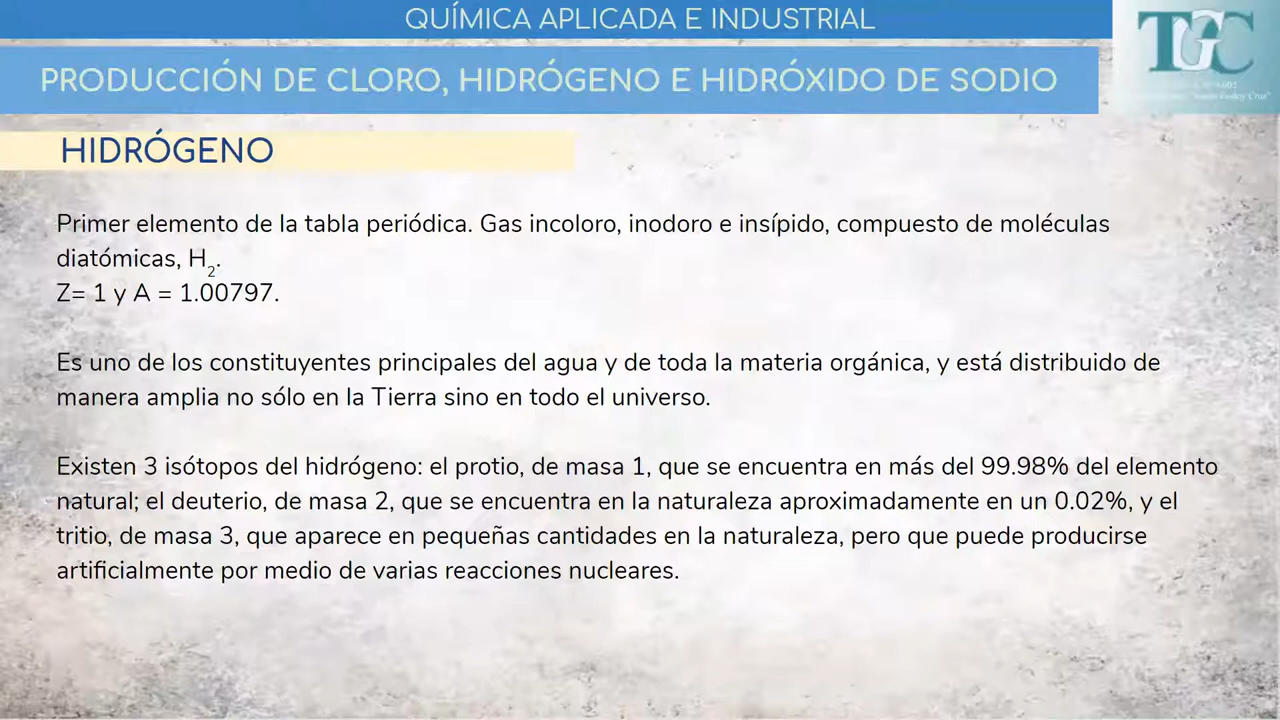 QUÍMICA APLICADA E INDUSTRIAL
TGC
PRODUCCIÓN DE CLORO, HIDRÓGENO E HIDRÓXIDO DE SODIO
HIDRÓGENO
Primer elemento de la tabla periódica. Gas incoloro, inodoro e insípido, compuesto de moléculas
diatómicas, H₂.
Z= 1 y A = 1.00797.
Es uno de los constituyentes principales del agua y de toda la materia orgánica, y está distribuido de
manera amplia no sólo en la Tierra sino en todo el universo.
Existen 3 isótopos del hidrógeno: el protio, de masa 1, que se encuentra en más del 99.98% del elemento
natural; el deuterio, de masa 2, que se encuentra en la naturaleza aproximadamente en un 0.02%, y el
tritio, de masa 3, que aparece en pequeñas cantidades en la naturaleza, pero que puede producirse
artificialmente por medio de varias reacciones nucleares.